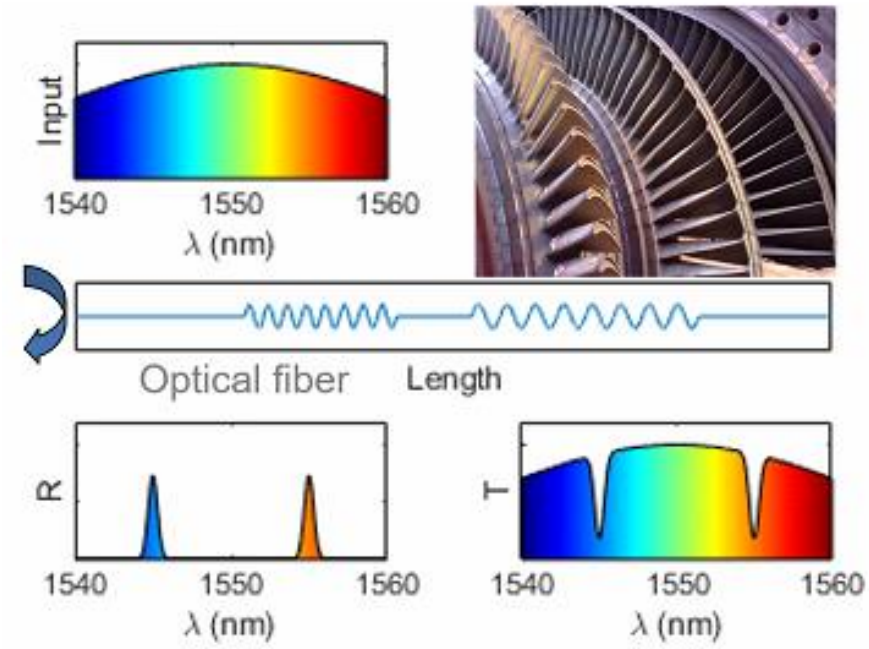 Input
1540 1550 1560
λ (nm)
Optical fiber Length
R
1540 1550 1560
λ (nm)
T
1540 1550 1560
λ (nm)